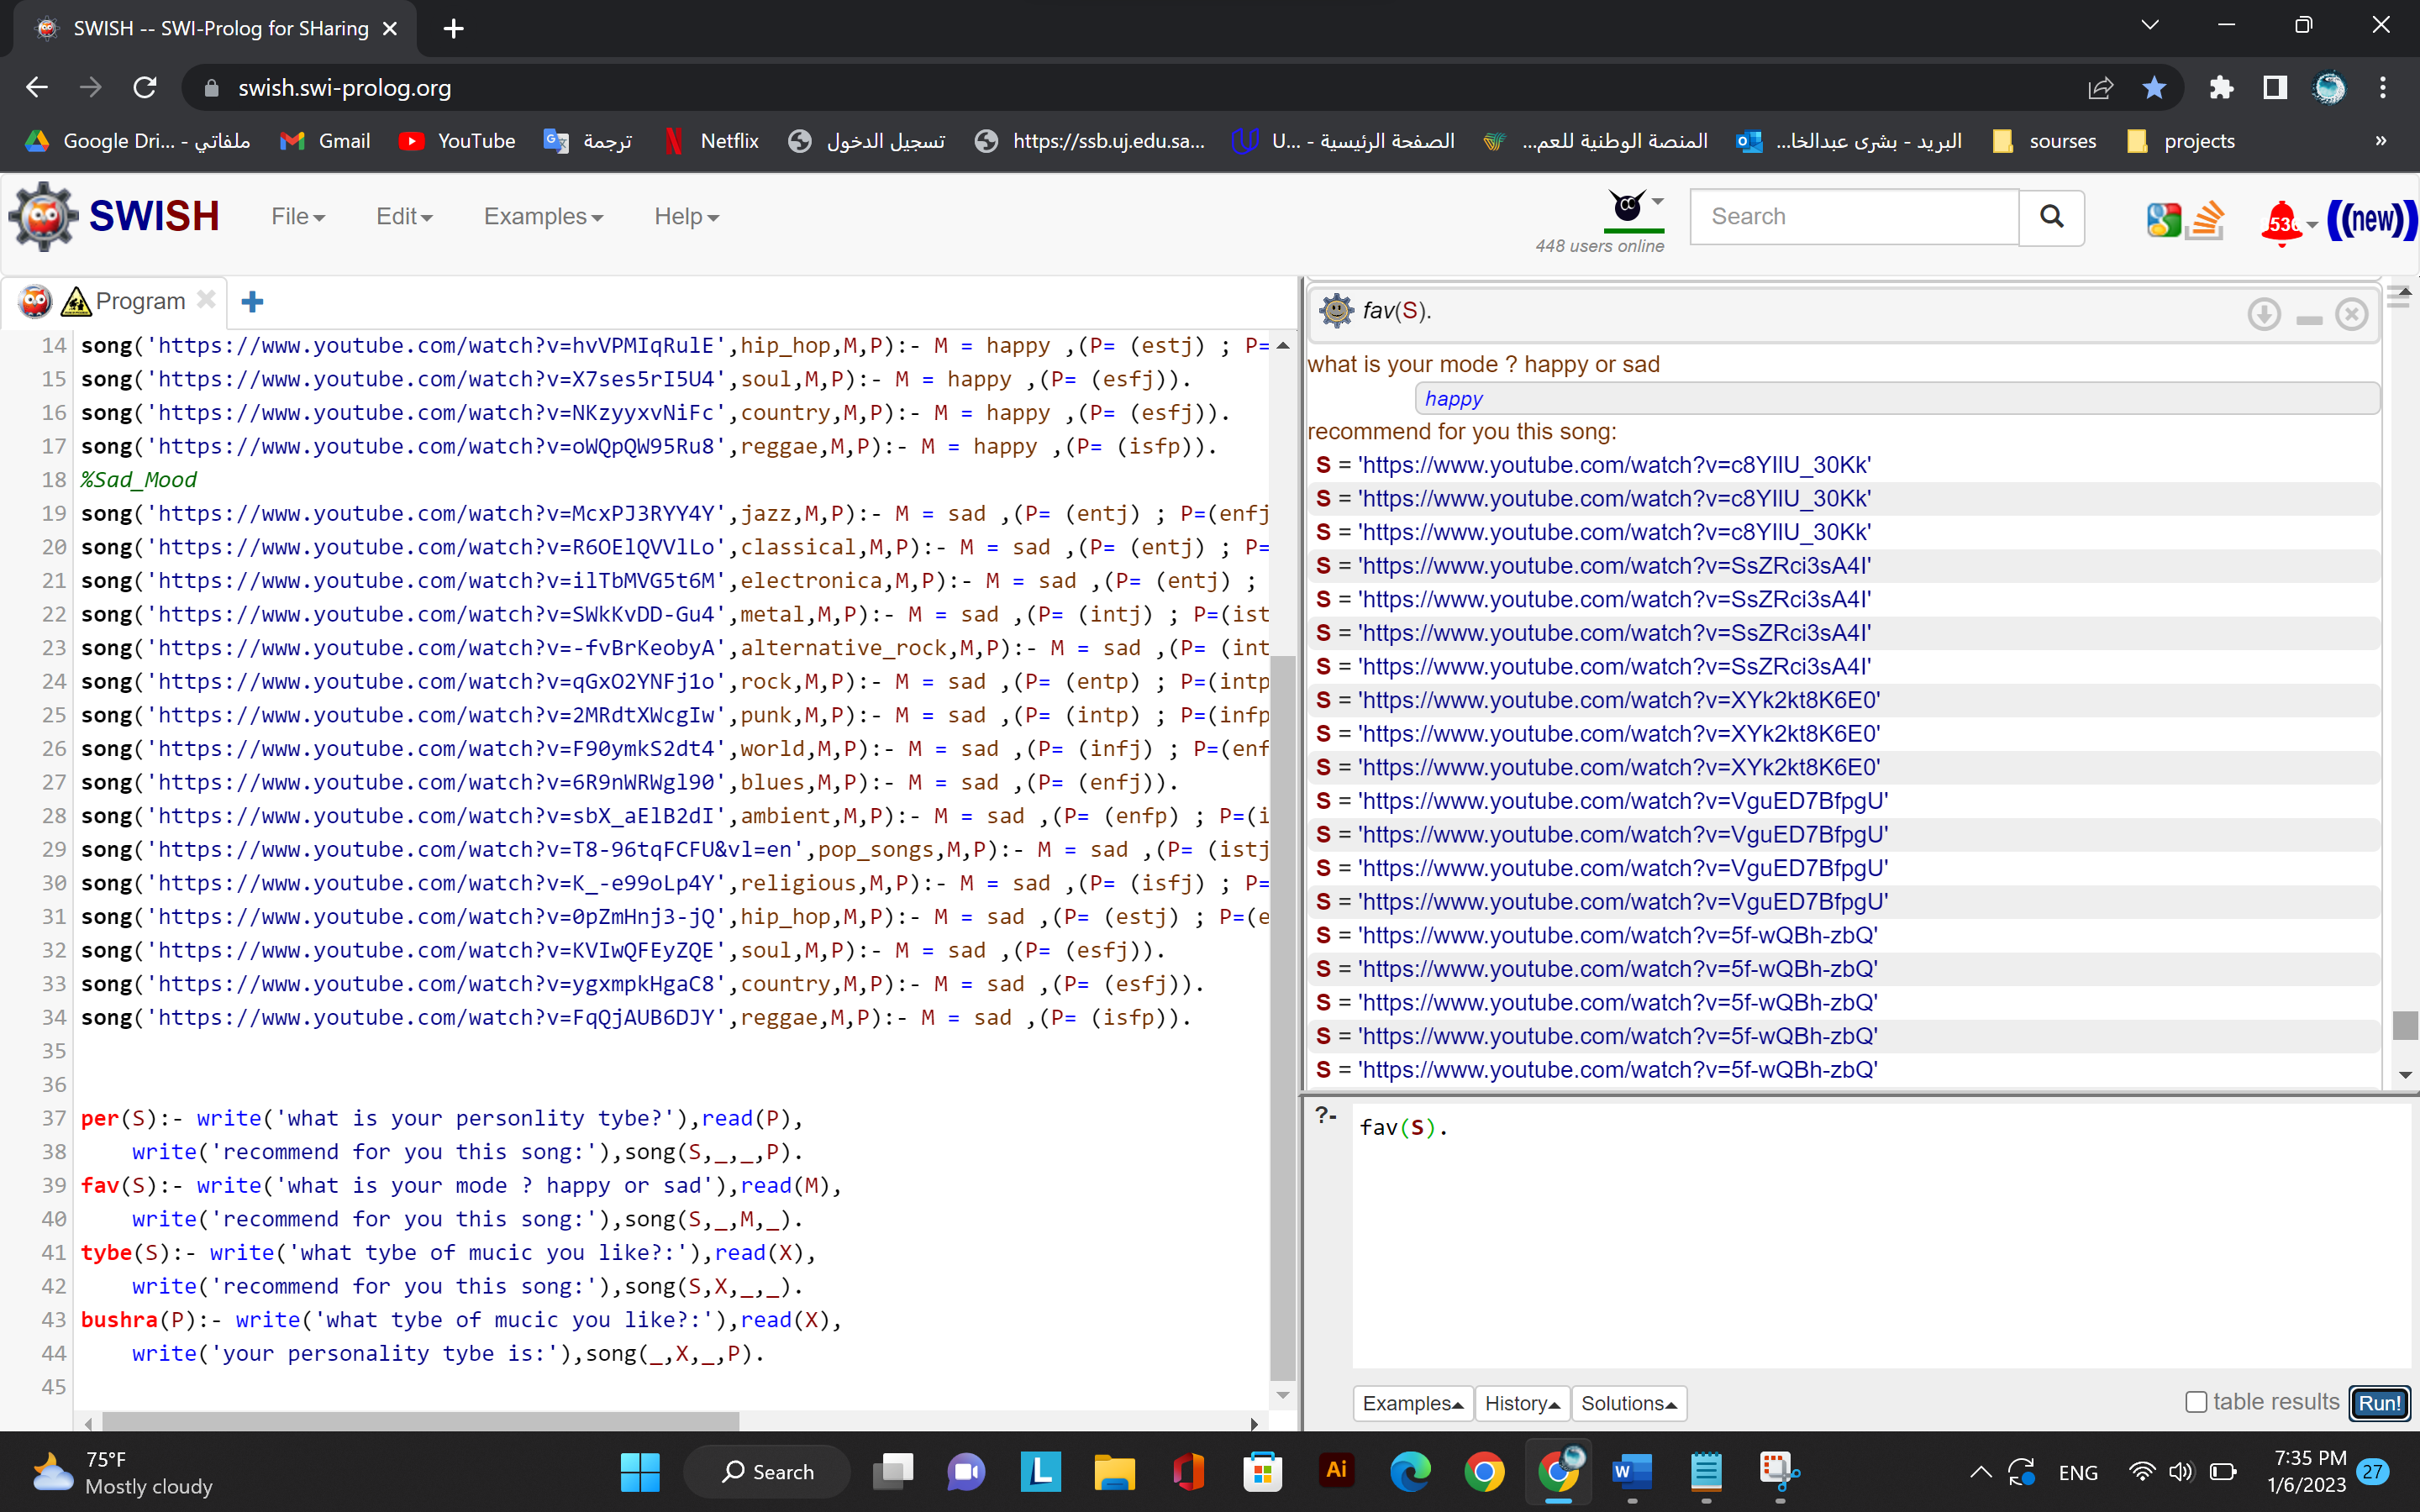 SWISH -- SWI-Prolog for SHaring
swish.swi-prolog.org
Google Dri... - ملفاتي
Gmail
YouTube
ترجمة
Netflix
تسجيل الدخول
https://ssb.uj.edu.sa...
U... - الصفحة الرئيسية
المنصة الوطنية للعم...
البريد - بشرى عبدالخا...
sourses
projects
»
SWISH
File
Edit
Examples
Help
448 users online
Search
536
((new))
Program
14 song('https://www.youtube.com/watch?v=hvVPMIqRulE',hip_hop,M,P):- M = happy ,(P= (estj) ; P=
15 song('https://www.youtube.com/watch?v=X7ses5rI5U4',soul,M,P):- M = happy ,(P= (esfj)).
16 song('https://www.youtube.com/watch?v=NKzyyxvNiFc',country,M,P):- M = happy ,(P= (esfj)).
17 song('https://www.youtube.com/watch?v=oWQpQW95Ru8',reggae,M,P):- M = happy ,(P= (isfp)).
18 %Sad_Mood
19 song('https://www.youtube.com/watch?v=McxPJ3RYY4Y',jazz,M,P):- M = sad ,(P= (entj) ; P=(enfj
20 song('https://www.youtube.com/watch?v=R6OElQVVlLo',classical,M,P):- M = sad ,(P= (entj) ; P=
21 song('https://www.youtube.com/watch?v=ilTbMVG5t6M',electronica,M,P):- M = sad ,(P= (entj) ;
22 song('https://www.youtube.com/watch?v=SWkKvDD-Gu4',metal,M,P):- M = sad ,(P= (intj) ; P=(ist
23 song('https://www.youtube.com/watch?v=-fvBrKeobyA',alternative_rock,M,P):- M = sad ,(P= (int
24 song('https://www.youtube.com/watch?v=qGxO2YNFj1o',rock,M,P):- M = sad ,(P= (entp) ; P=(intp
25 song('https://www.youtube.com/watch?v=2MRdtXWcgIw',punk,M,P):- M = sad ,(P= (intp) ; P=(infp
26 song('https://www.youtube.com/watch?v=F90ymkS2dt4',world,M,P):- M = sad ,(P= (infj) ; P=(enf
27 song('https://www.youtube.com/watch?v=6R9nWRWgl90',blues,M,P):- M = sad ,(P= (enfj)).
28 song('https://www.youtube.com/watch?v=sbX_aElB2dI',ambient,M,P):- M = sad ,(P= (enfp) ; P=(i
29 song('https://www.youtube.com/watch?v=T8-96tqFCFU&vl=en',pop_songs,M,P):- M = sad ,(P= (istj
30 song('https://www.youtube.com/watch?v=K_-e99oLp4Y',religious,M,P):- M = sad ,(P= (isfj) ; P=
31 song('https://www.youtube.com/watch?v=0pZmHnj3-jQ',hip_hop,M,P):- M = sad ,(P= (estj) ; P=(e
32 song('https://www.youtube.com/watch?v=KVIwQFEyZQE',soul,M,P):- M = sad ,(P= (esfj)).
33 song('https://www.youtube.com/watch?v=ygxmpkHgaC8',country,M,P):- M = sad ,(P= (esfj)).
34 song('https://www.youtube.com/watch?v=FqQjAUB6DJY',reggae,M,P):- M = sad ,(P= (isfp)).
35
36
37 per(S):- write('what is your personlity tybe?'),read(P),
38 write('recommend for you this song:'),song(S,_,_,P).
39 fav(S):- write('what is your mode ? happy or sad'),read(M),
40 write('recommend for you this song:'),song(S,_,M,_).
41 tybe(S):- write('what tybe of mucic you like?:'),read(X),
42 write('recommend for you this song:'),song(S,X,_,_).
43 bushra(P):- write('what tybe of mucic you like?:'),read(X),
44 write('your personality tybe is:'),song(_,X,_,P).
45
fav(S).
what is your mode ? happy or sad
happy
recommend for you this song:
S = 'https://www.youtube.com/watch?v=c8YlIU_30Kk'
S = 'https://www.youtube.com/watch?v=c8YlIU_30Kk'
S = 'https://www.youtube.com/watch?v=c8YlIU_30Kk'
S = 'https://www.youtube.com/watch?v=SsZRci3sA4I'
S = 'https://www.youtube.com/watch?v=SsZRci3sA4I'
S = 'https://www.youtube.com/watch?v=SsZRci3sA4I'
S = 'https://www.youtube.com/watch?v=SsZRci3sA4I'
S = 'https://www.youtube.com/watch?v=XYk2kt8K6E0'
S = 'https://www.youtube.com/watch?v=XYk2kt8K6E0'
S = 'https://www.youtube.com/watch?v=XYk2kt8K6E0'
S = 'https://www.youtube.com/watch?v=VguED7BfpgU'
S = 'https://www.youtube.com/watch?v=VguED7BfpgU'
S = 'https://www.youtube.com/watch?v=VguED7BfpgU'
S = 'https://www.youtube.com/watch?v=VguED7BfpgU'
S = 'https://www.youtube.com/watch?v=5f-wQBh-zbQ'
S = 'https://www.youtube.com/watch?v=5f-wQBh-zbQ'
S = 'https://www.youtube.com/watch?v=5f-wQBh-zbQ'
S = 'https://www.youtube.com/watch?v=5f-wQBh-zbQ'
S = 'https://www.youtube.com/watch?v=5f-wQBh-zbQ'
?- fav(S).
Examples
History
Solutions
table results
Run!
75°F
Mostly cloudy
Search
L
Ai
W
ENG
7:35 PM
1/6/2023
27